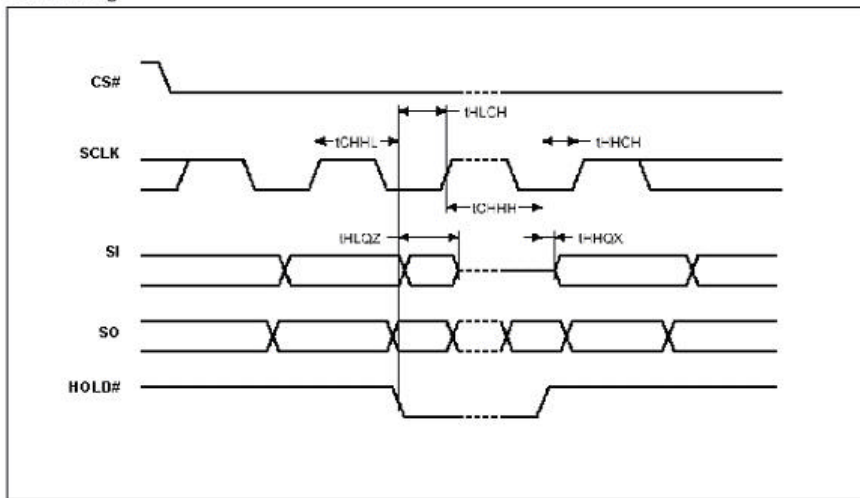 CS#
tHLCH
tCHHL
tHHCH
SCLK
tCHHH
tHLQZ
tHHQX
SI
SO
HOLD#